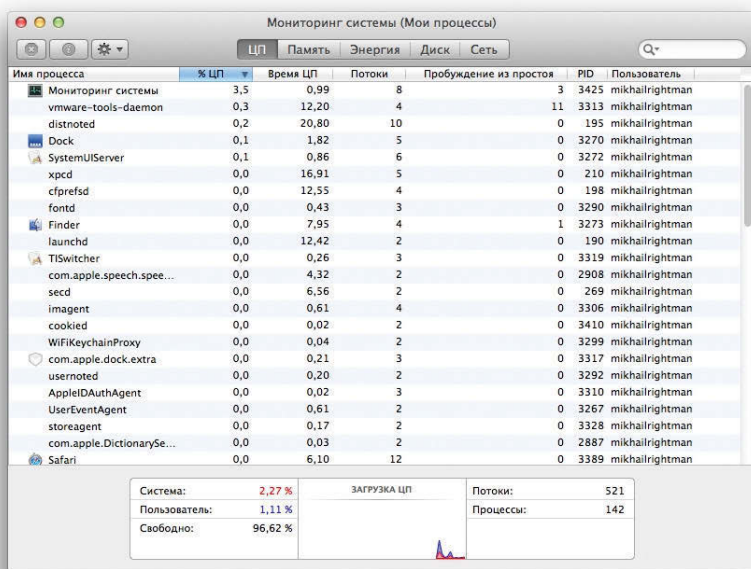 Мониторинг системы (Мои процессы)
ЦП Память Энергия Диск Сеть
Имя процесса % ЦП Время ЦП Потоки Пробуждение из простоя PID Пользователь
Мониторинг системы 3,5 0,99 8 3 3425 mikhailrightman
vmware-tools-daemon 0,3 12,20 4 11 3313 mikhailrightman
distnoted 0,2 20,80 10 0 195 mikhailrightman
Dock 0,1 1,82 5 0 3270 mikhailrightman
SystemUIServer 0,1 0,86 6 0 3272 mikhailrightman
xpcd 0,0 16,91 5 0 210 mikhailrightman
cfprefsd 0,0 12,55 4 0 198 mikhailrightman
fontd 0,0 0,43 3 0 3290 mikhailrightman
Finder 0,0 7,95 4 1 3273 mikhailrightman
launchd 0,0 12,42 2 0 190 mikhailrightman
TISwitcher 0,0 0,26 3 0 3319 mikhailrightman
com.apple.speech.spee... 0,0 4,32 2 0 2908 mikhailrightman
secd 0,0 6,56 2 0 269 mikhailrightman
imagent 0,0 0,61 4 0 3306 mikhailrightman
cookied 0,0 0,02 2 0 3410 mikhailrightman
WiFiKeychainProxy 0,0 0,04 2 0 3299 mikhailrightman
com.apple.dock.extra 0,0 0,21 3 0 3317 mikhailrightman
usernoted 0,0 0,20 2 0 3292 mikhailrightman
AppleIDAuthAgent 0,0 0,02 3 0 3310 mikhailrightman
UserEventAgent 0,0 0,61 2 0 3267 mikhailrightman
storeagent 0,0 0,17 2 0 3328 mikhailrightman
com.apple.DictionarySe... 0,0 0,03 2 0 2887 mikhailrightman
Safari 0,0 6,10 12 0 3389 mikhailrightman
Система: 2,27 % ЗАГРУЗКА ЦП Потоки: 521
Пользователь: 1,11 % Процессы: 142
Свободно: 96,62 %